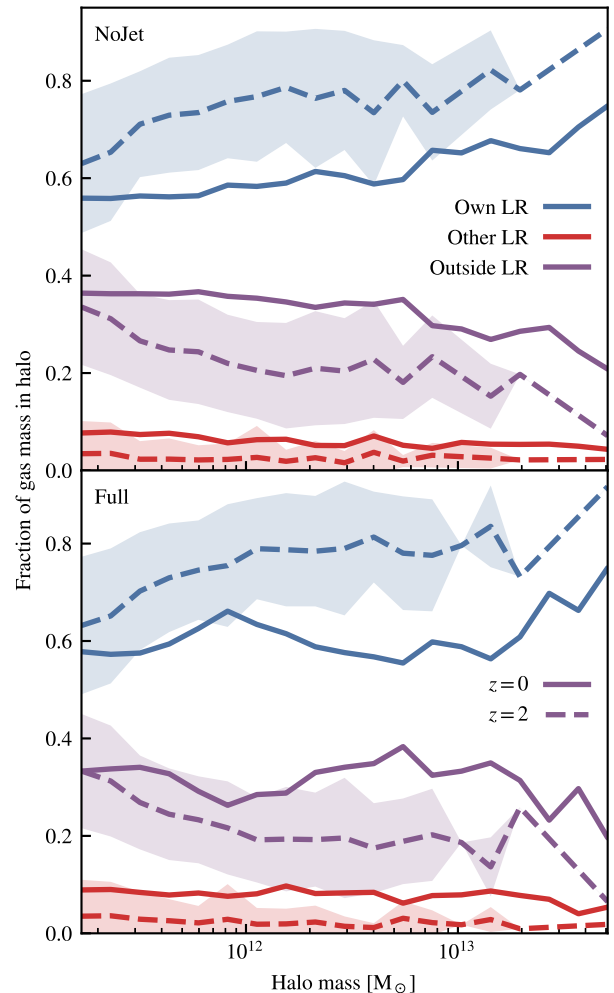 NoJet
0.8
0.6
Own LR
Other LR
0.4
Outside LR
0.2
0.0
Fraction of gas mass in halo
Full
0.8
0.6
z = 0
z = 2
0.4
0.2
0.0
10¹²
10¹³
Halo mass [M☉]